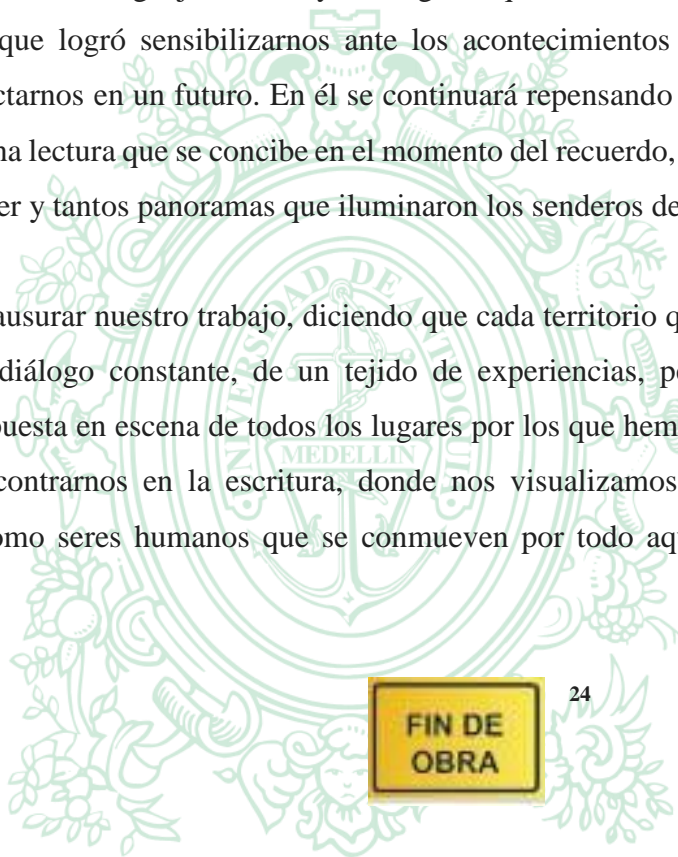 que logró sensibilizarnos ante los acontecimientos
ctarnos en un futuro. En él se continuará repensando
na lectura que se concibe en el momento del recuerdo,
er y tantos panoramas que iluminaron los senderos de
ausurar nuestro trabajo, diciendo que cada territorio q
diálogo constante, de un tejido de experiencias, p
puesta en escena de todos los lugares por los que hem
contrarnos en la escritura, donde nos visualizamos
omo seres humanos que se conmueven por todo aq
UNIVERSIDAD DE ANTIOQUIA
MEDELLIN
24
FIN DE
OBRA